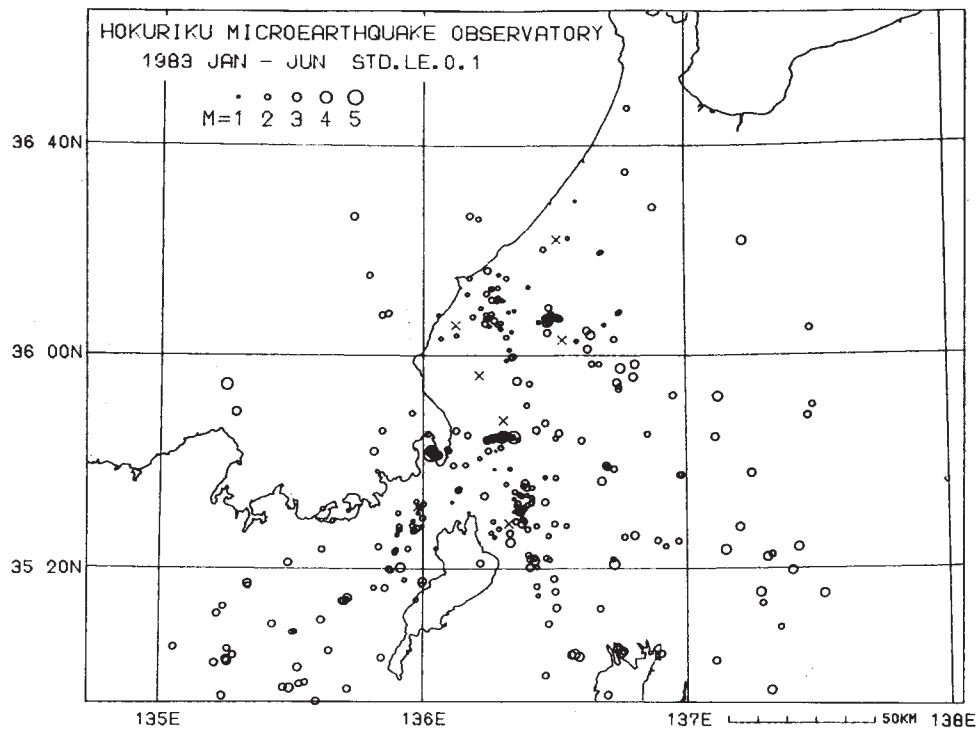 HOKURIKU MICROEARTHQUAKE OBSERVATORY
1983 JAN - JUN STD.LE.0.1
M=1 2 3 4 5
36 40N
36 00N
35 20N
135E 136E 137E 50KM 138E